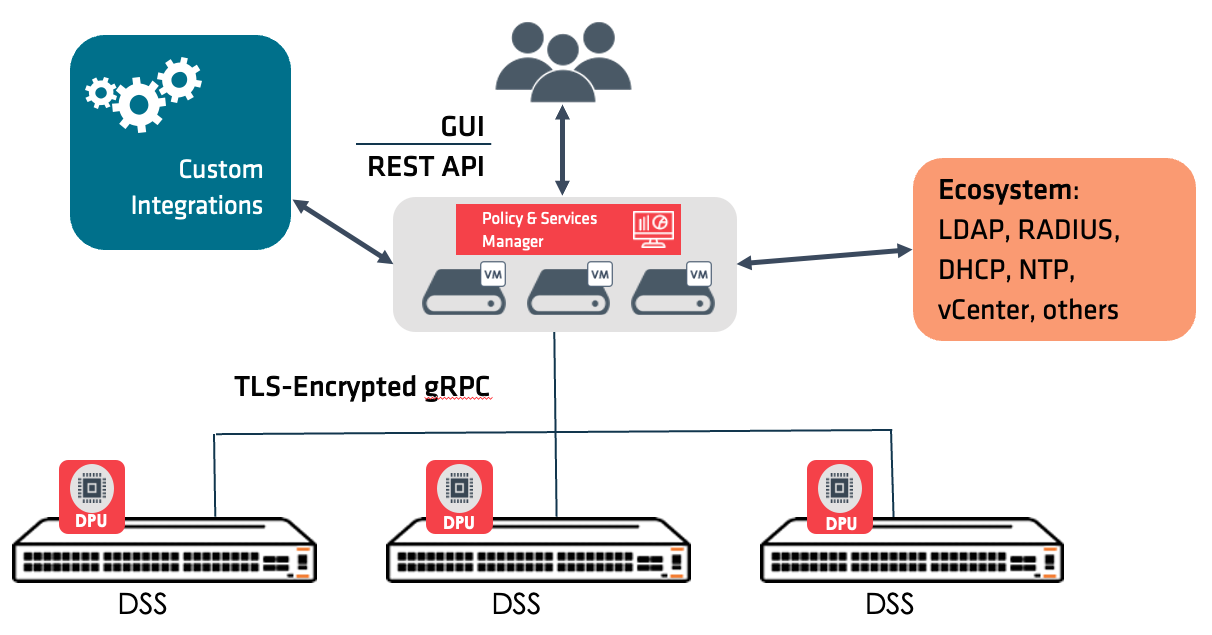 Custom
Integrations
GUI
REST API
Policy & Services
Manager
VM
VM
VM
Ecosystem:
LDAP, RADIUS,
DHCP, NTP,
vCenter, others
TLS-Encrypted gRPC
DPU
DPU
DPU
DSS
DSS
DSS